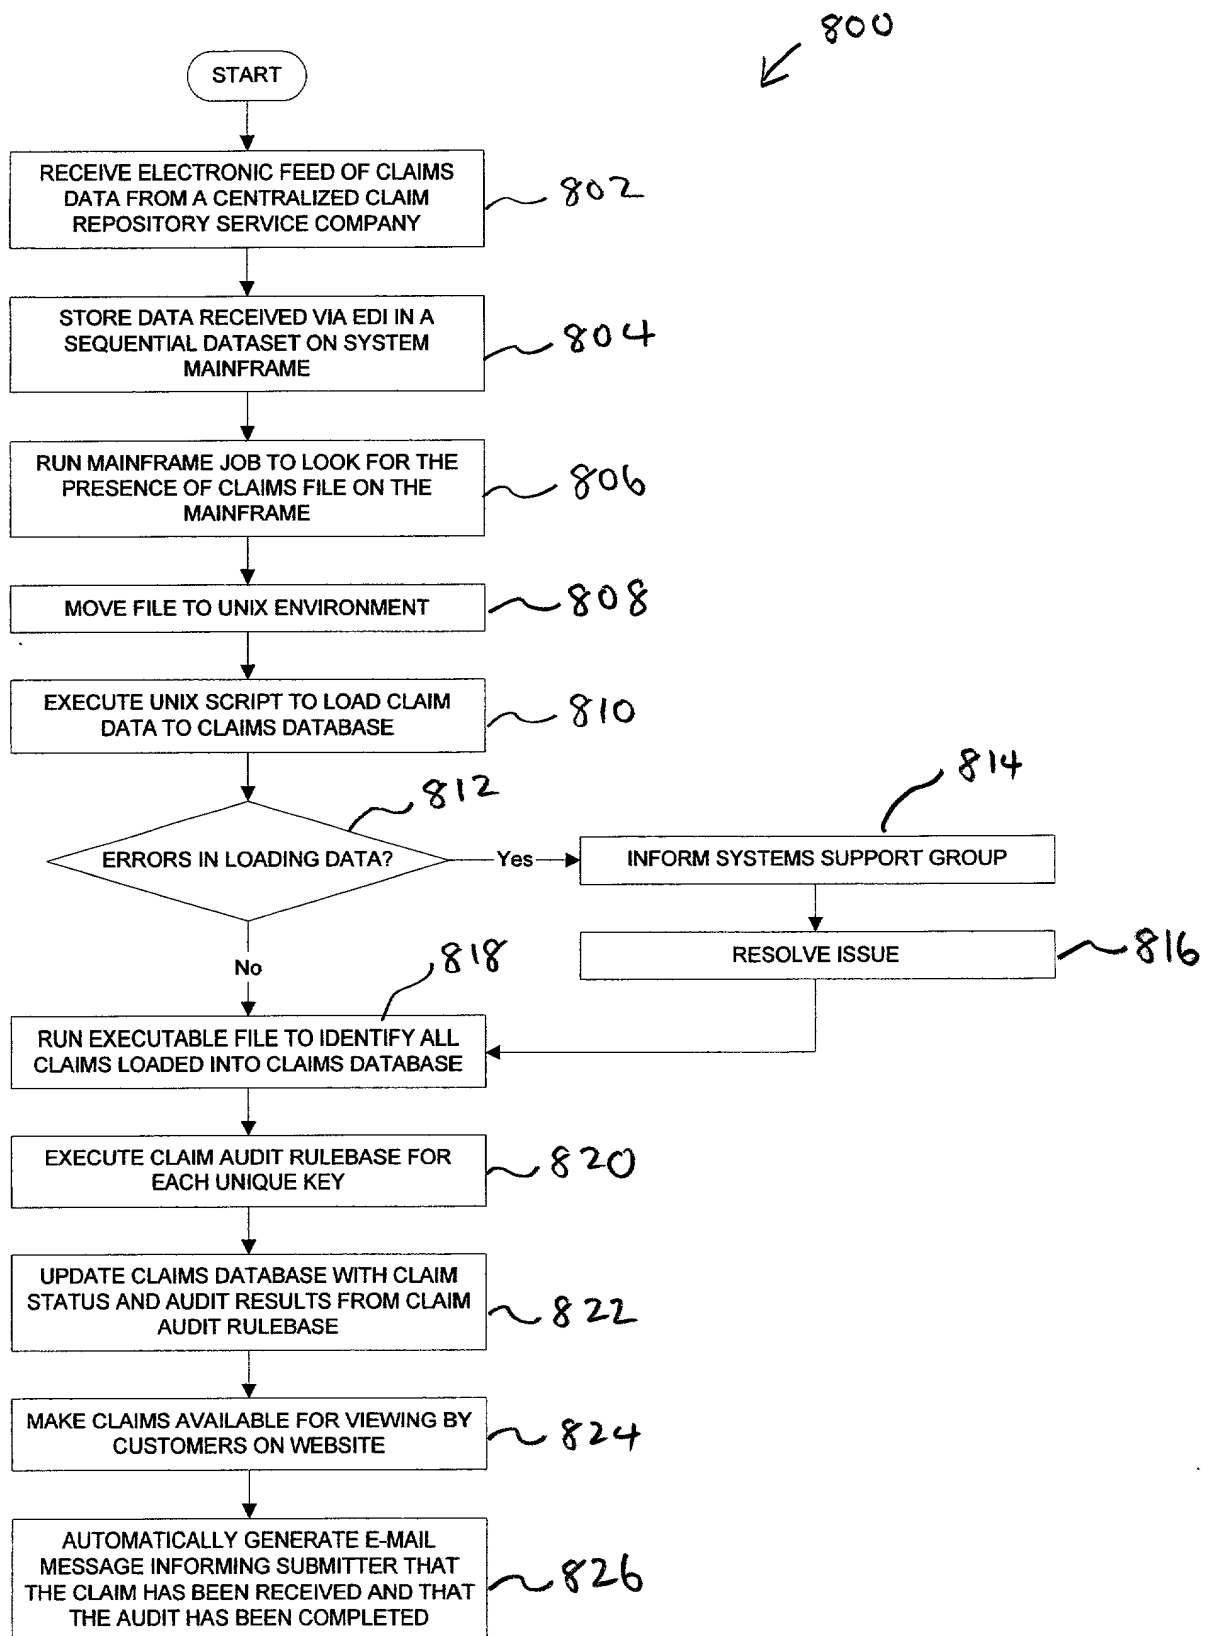 800
START
RECEIVE ELECTRONIC FEED OF CLAIMS
DATA FROM A CENTRALIZED CLAIM
REPOSITORY SERVICE COMPANY
802
STORE DATA RECEIVED VIA EDI IN A
SEQUENTIAL DATASET ON SYSTEM
MAINFRAME
804
RUN MAINFRAME JOB TO LOOK FOR THE
PRESENCE OF CLAIMS FILE ON THE
MAINFRAME
806
MOVE FILE TO UNIX ENVIRONMENT
808
EXECUTE UNIX SCRIPT TO LOAD CLAIM
DATA TO CLAIMS DATABASE
810
812
ERRORS IN LOADING DATA?
Yes
814
INFORM SYSTEMS SUPPORT GROUP
RESOLVE ISSUE
816
No
818
RUN EXECUTABLE FILE TO IDENTIFY ALL
CLAIMS LOADED INTO CLAIMS DATABASE
EXECUTE CLAIM AUDIT RULEBASE FOR
EACH UNIQUE KEY
820
UPDATE CLAIMS DATABASE WITH CLAIM
STATUS AND AUDIT RESULTS FROM CLAIM
AUDIT RULEBASE
822
MAKE CLAIMS AVAILABLE FOR VIEWING BY
CUSTOMERS ON WEBSITE
824
AUTOMATICALLY GENERATE E-MAIL
MESSAGE INFORMING SUBMITTER THAT
THE CLAIM HAS BEEN RECEIVED AND THAT
THE AUDIT HAS BEEN COMPLETED
826